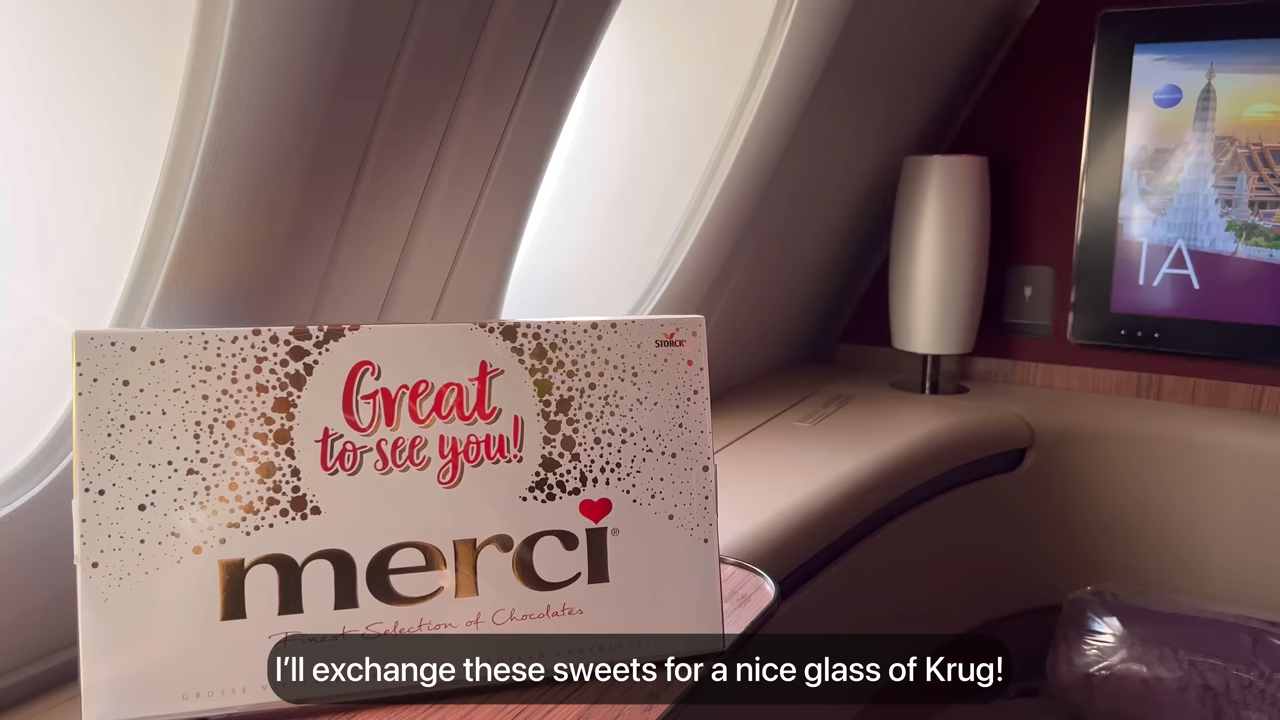 STORCK
Great
to see you!
merci®
Finest Selection of Chocolates
1A
I'll exchange these sweets for a nice glass of Krug!